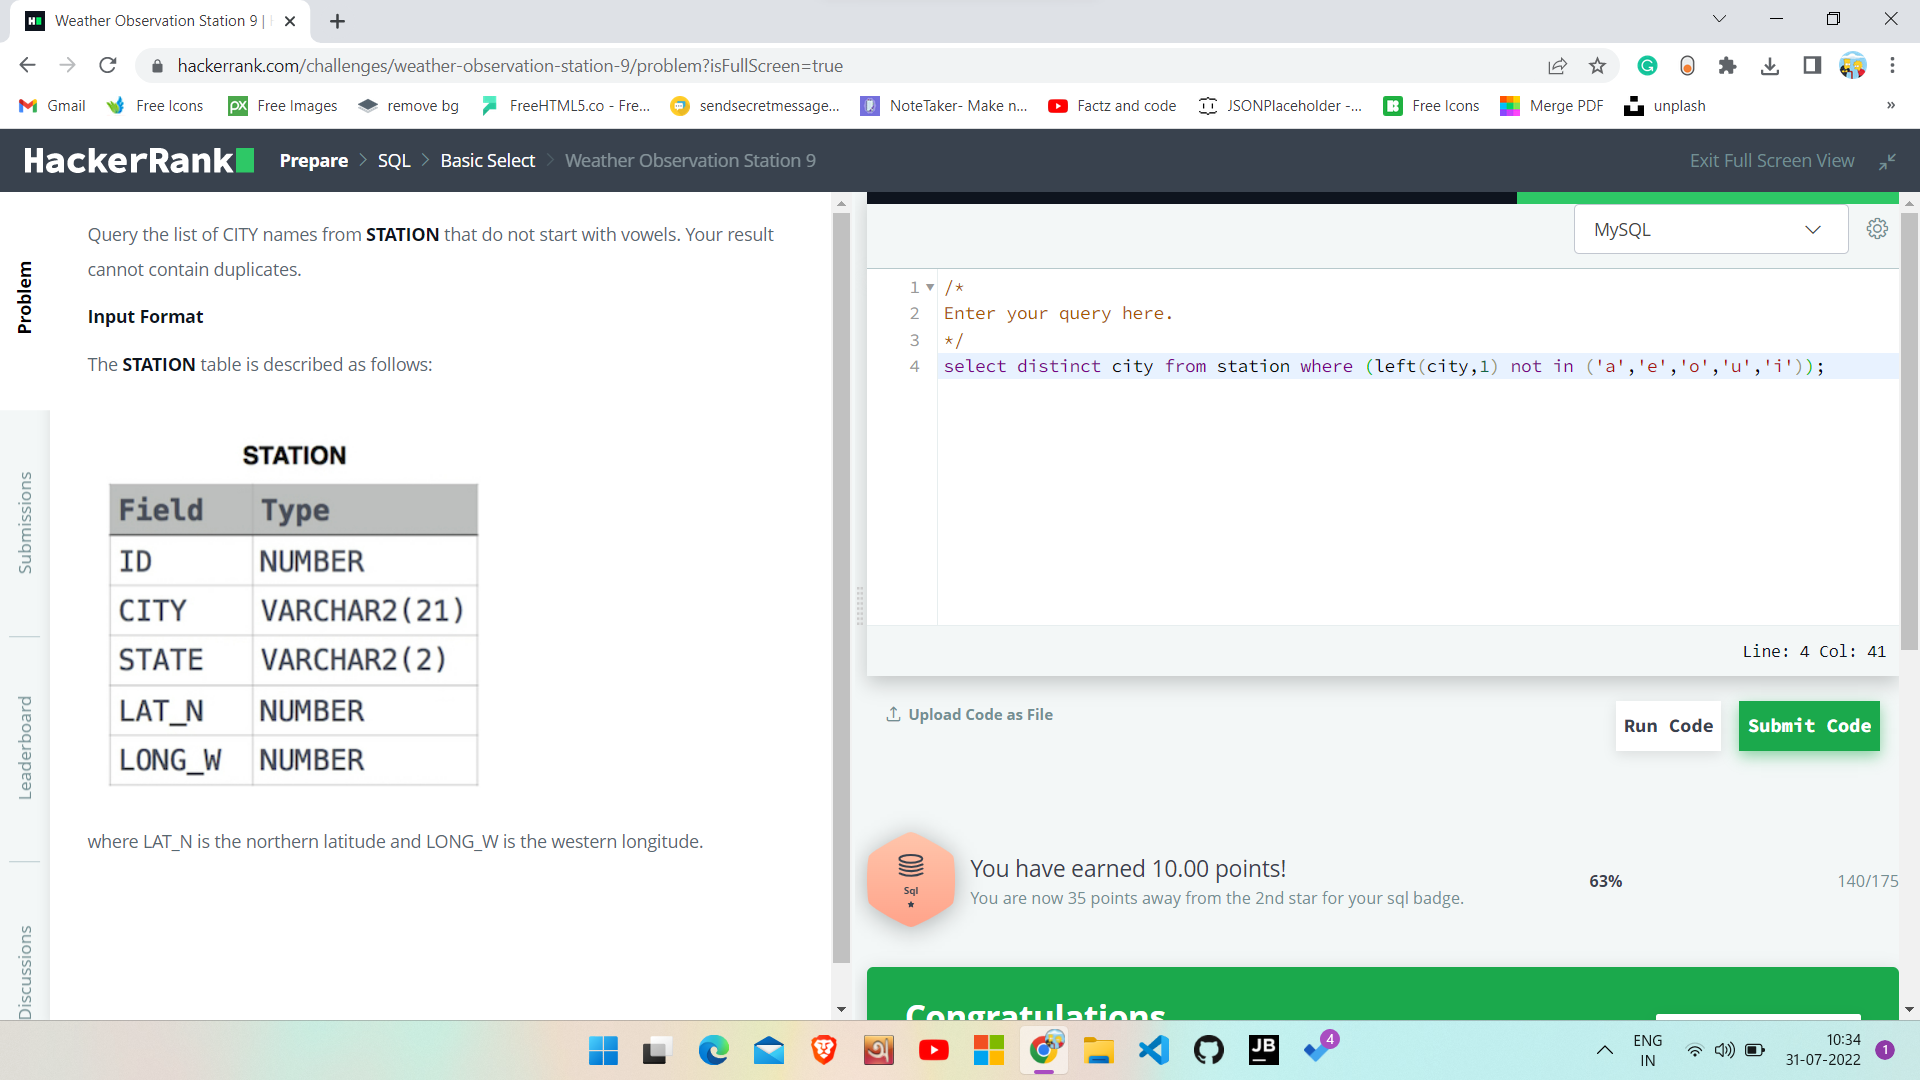 Weather Observation Station 9 |
hackerrank.com/challenges/weather-observation-station-9/problem?isFullScreen=true
Gmail Free Icons Free Images remove bg FreeHTML5.co - Fre... sendsecretmessage... NoteTaker- Make n... Factz and code JSONPlaceholder -... Free Icons Merge PDF unplash »
HackerRank Prepare > SQL > Basic Select > Weather Observation Station 9 Exit Full Screen View
Problem
Submissions
Leaderboard
Discussions
Query the list of CITY names from STATION that do not start with vowels. Your result
cannot contain duplicates.
Input Format
The STATION table is described as follows:
STATION
Field Type
ID NUMBER
CITY VARCHAR2(21)
STATE VARCHAR2(2)
LAT_N NUMBER
LONG_W NUMBER
where LAT_N is the northern latitude and LONG_W is the western longitude.
MySQL
1 /*
2 Enter your query here.
3 */
4 select distinct city from station where (left(city,1) not in ('a','e','o','u','i'));
Line: 4 Col: 41
Upload Code as File
Run Code
Submit Code
Sql
You have earned 10.00 points!
You are now 35 points away from the 2nd star for your sql badge.
63%
140/175
Congratulations
4
ENG
IN
10:34
31-07-2022
1